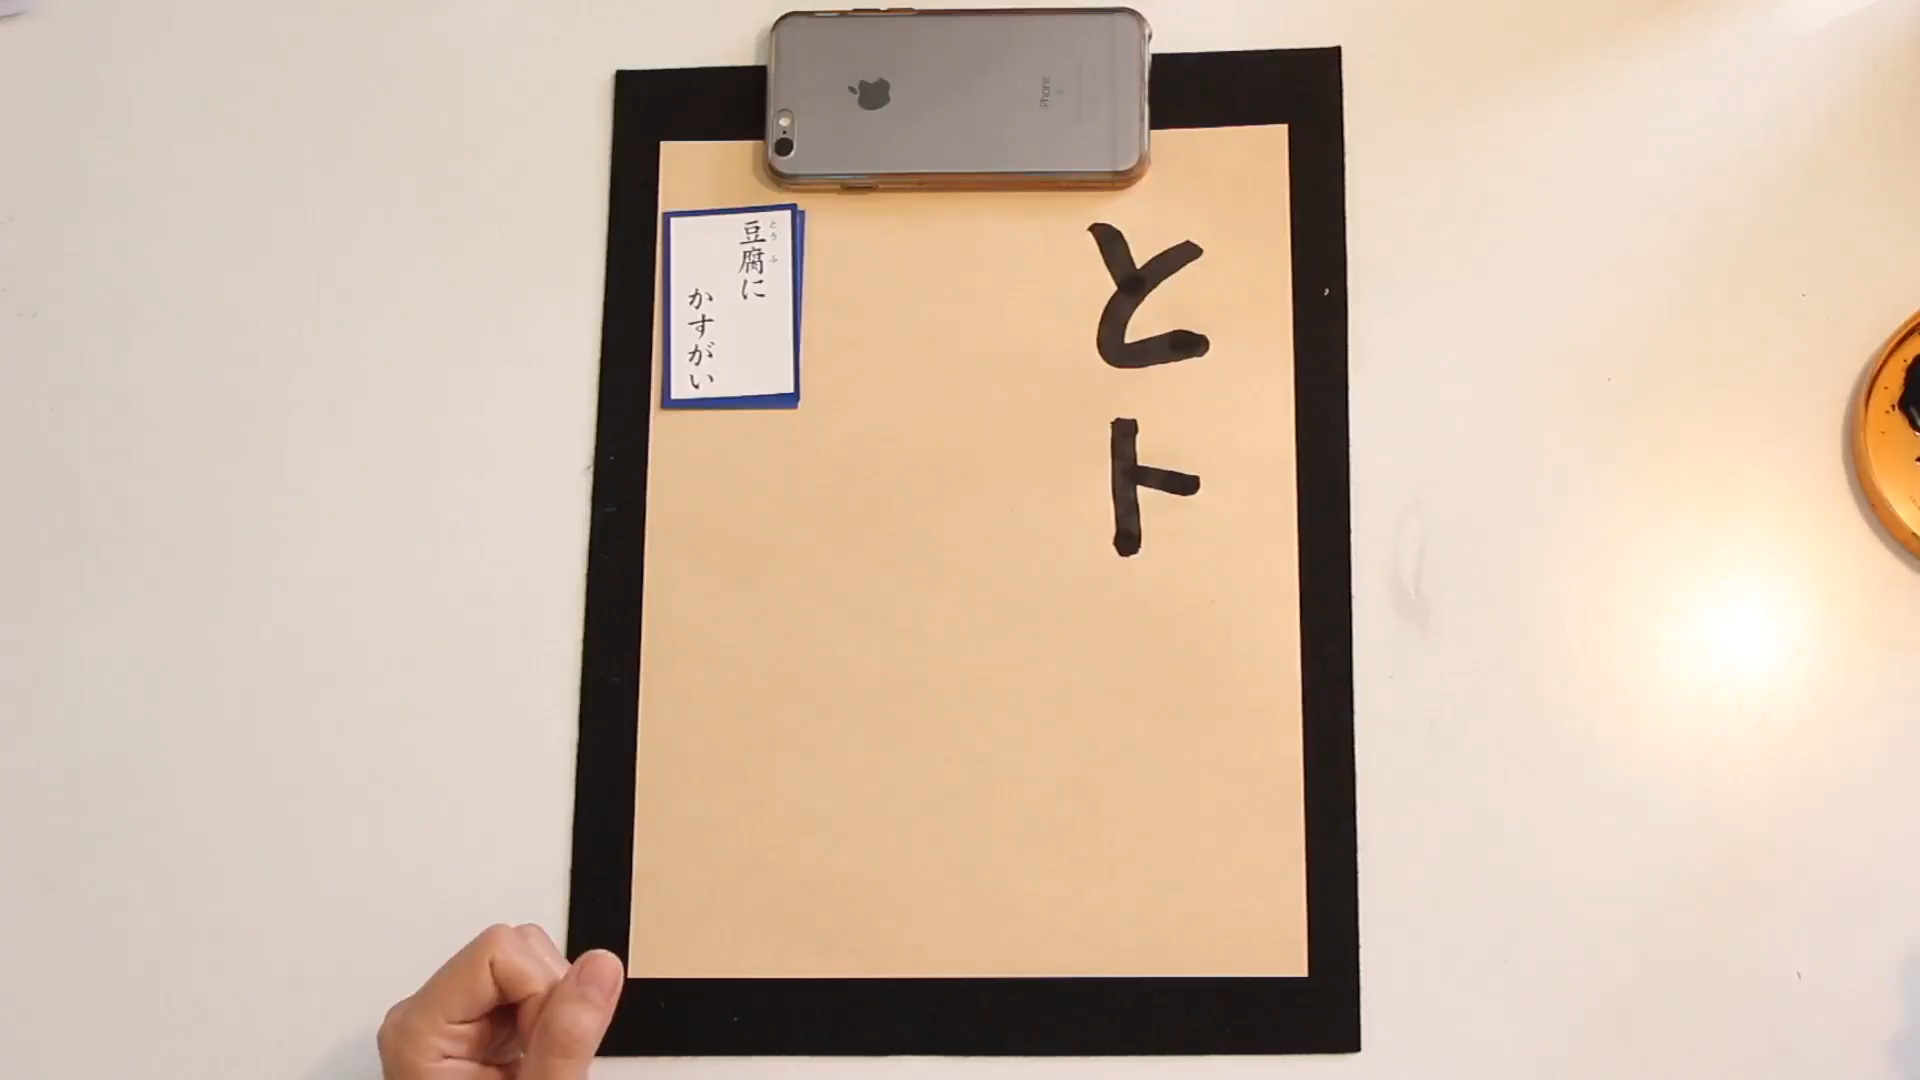 と
ト
豆腐に
とうふ
かすがい
iPhone